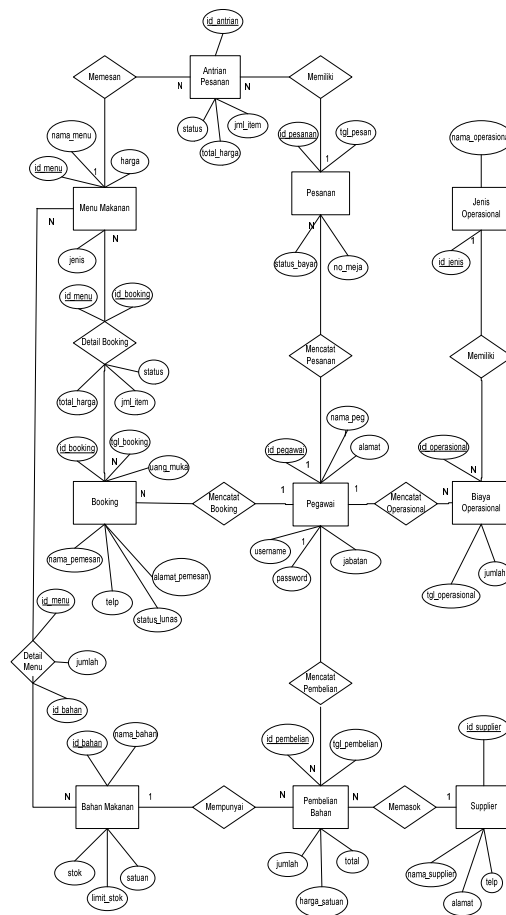 id_antrian
Memesan
N
Antrian
Pesanan
N
Memiliki
status
jml_item
total_harga
nama_menu
id_menu
harga
1
id_pesanan
tgl_pesan
1
nama_operasional
Menu Makanan
Pesanan
Jenis
Operasional
N
N
N
1
jenis
status_bayar
no_meja
id_jenis
id_menu
id_booking
Detail Booking
Mencatat
Pesanan
Memiliki
status
total_harga
jml_item
id_booking
tgl_booking
N
uang_muka
nama_peg
id_pegawai
1
alamat
id_operasional
N
Booking
N
Mencatat
Booking
1
Pegawai
1
Mencatat
Operasional
N
Biaya
Operasional
nama_pemesan
telp
alamat_pemesan
status_lunas
username
1
password
jabatan
tgl_operasional
jumlah
id_menu
Detail
Menu
jumlah
id_bahan
Mencatat
Pembelian
id_bahan
nama_bahan
id_pembelian
N
tgl_pembelian
id_supplier
N
Bahan Makanan
1
Mempunyai
N
Pembelian
Bahan
N
Memasok
1
Supplier
stok
limit_stok
satuan
jumlah
harga_satuan
total
nama_supplier
alamat
telp